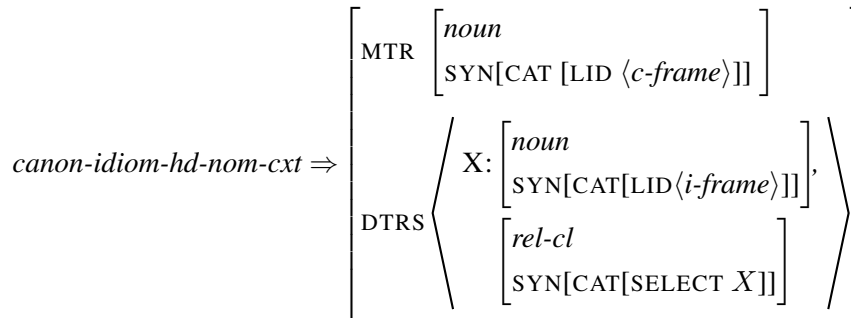 noun
MTR SYN[CAT [LID ⟨c-frame⟩]]
canon-idiom-hd-nom-cxt ⇒
X: noun
SYN[CAT[LID⟨i-frame⟩]],
DTRS
rel-cl
SYN[CAT[SELECT X]]